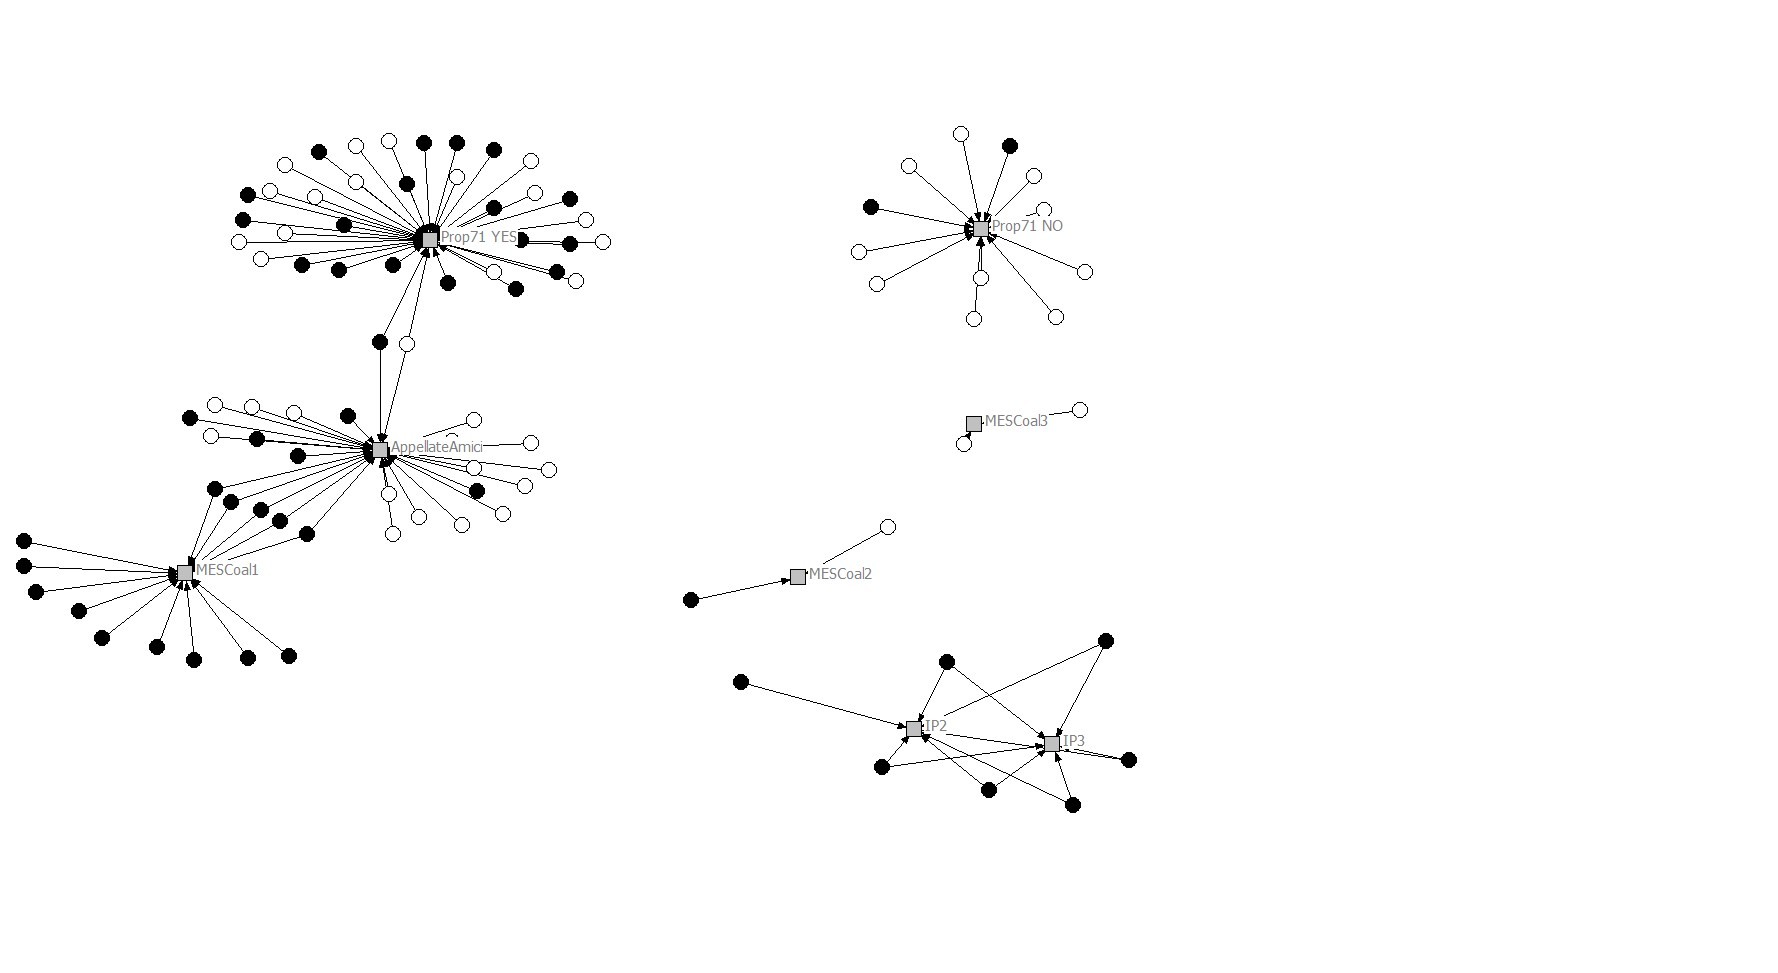 Prop71 YES
Prop71 NO
AppellateAmici
MESCoal3
MESCoal1
MESCoal2
IP2
IP3